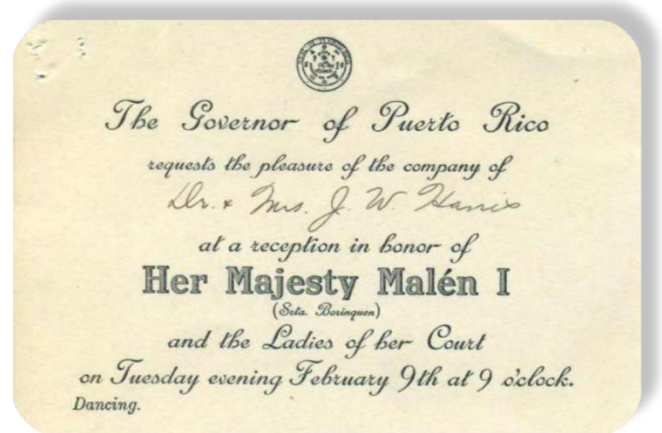 The Governor of Puerto Rico
requests the pleasure of the company of
Dr. & Mrs. J. W. Harris
at a reception in honor of
Her Majesty Malén I
(Srta. Borinquen)
and the Ladies of her Court
on Tuesday evening February 9th at 9 o'clock.
Dancing.